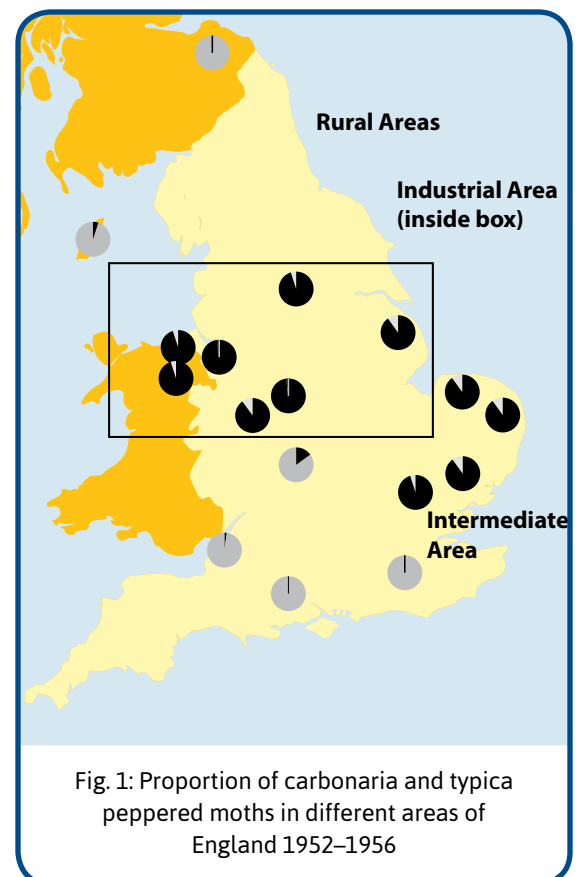 Rural Areas
Industrial Area
(inside box)
Intermediate
Area
Fig. 1: Proportion of carbonaria and typica
peppered moths in different areas of
England 1952–1956